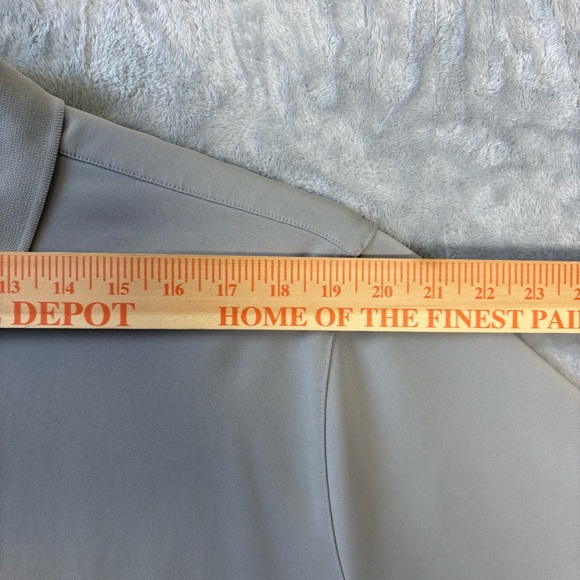 13 14 15 16 17 18 19 20 21 22 23
DEPOT HOME OF THE FINEST PAI